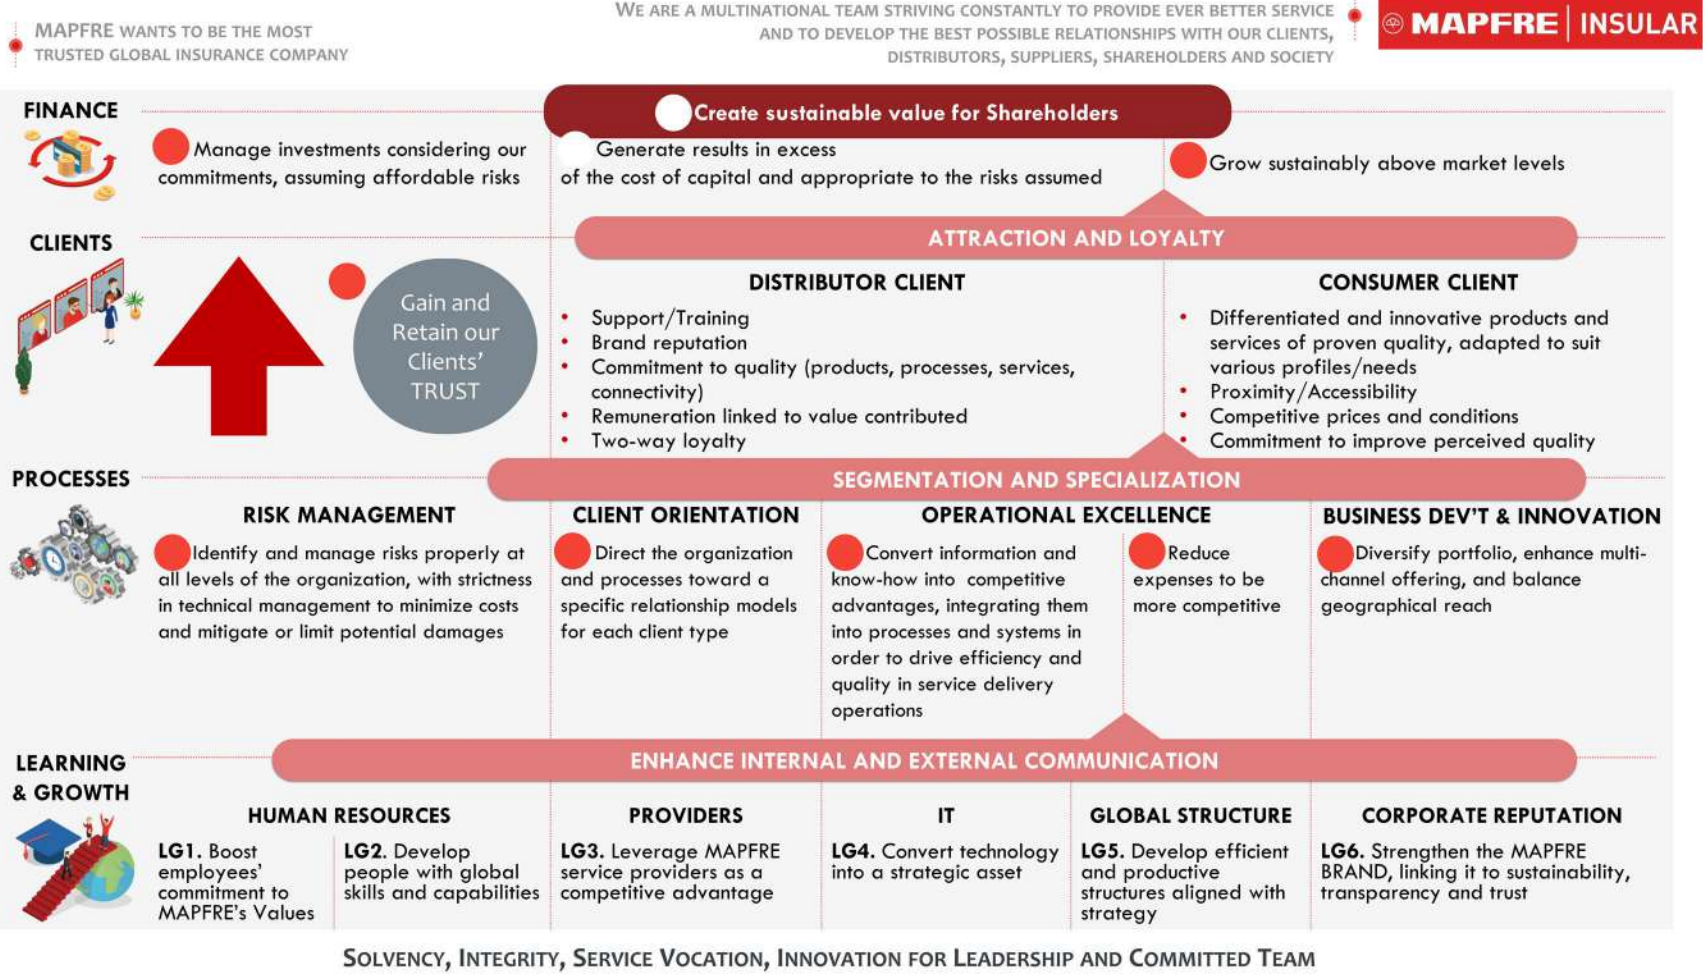 MAPFRE WANTS TO BE THE MOST
TRUSTED GLOBAL INSURANCE COMPANY
WE ARE A MULTINATIONAL TEAM STRIVING CONSTANTLY TO PROVIDE EVER BETTER SERVICE
AND TO DEVELOP THE BEST POSSIBLE RELATIONSHIPS WITH OUR CLIENTS,
DISTRIBUTORS, SUPPLIERS, SHAREHOLDERS AND SOCIETY
MAPFRE | INSULAR
FINANCE
Create sustainable value for Shareholders
Manage investments considering our
commitments, assuming affordable risks
Generate results in excess
of the cost of capital and appropriate to the risks assumed
Grow sustainably above market levels
CLIENTS
ATTRACTION AND LOYALTY
Gain and
Retain our
Clients'
TRUST
DISTRIBUTOR CLIENT
• Support/Training
• Brand reputation
• Commitment to quality (products, processes, services,
connectivity)
• Remuneration linked to value contributed
• Two-way loyalty
CONSUMER CLIENT
• Differentiated and innovative products and
services of proven quality, adapted to suit
various profiles/needs
• Proximity/Accessibility
• Competitive prices and conditions
• Commitment to improve perceived quality
PROCESSES
SEGMENTATION AND SPECIALIZATION
RISK MANAGEMENT
Identify and manage risks properly at
all levels of the organization, with strictness
in technical management to minimize costs
and mitigate or limit potential damages
CLIENT ORIENTATION
Direct the organization
and processes toward a
specific relationship models
for each client type
OPERATIONAL EXCELLENCE
Convert information and
know-how into competitive
advantages, integrating them
into processes and systems in
order to drive efficiency and
quality in service delivery
operations
Reduce
expenses to be
more competitive
BUSINESS DEV'T & INNOVATION
Diversify portfolio, enhance multi-
channel offering, and balance
geographical reach
LEARNING
& GROWTH
ENHANCE INTERNAL AND EXTERNAL COMMUNICATION
HUMAN RESOURCES
LG1. Boost
employees'
commitment to
MAPFRE's Values
LG2. Develop
people with global
skills and capabilities
PROVIDERS
LG3. Leverage MAPFRE
service providers as a
competitive advantage
IT
LG4. Convert technology
into a strategic asset
GLOBAL STRUCTURE
LG5. Develop efficient
and productive
structures aligned with
strategy
CORPORATE REPUTATION
LG6. Strengthen the MAPFRE
BRAND, linking it to sustainability,
transparency and trust
SOLVENCY, INTEGRITY, SERVICE VOCATION, INNOVATION FOR LEADERSHIP AND COMMITTED TEAM